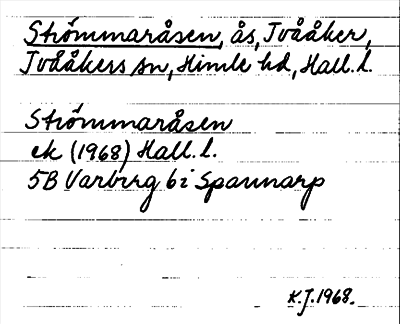 Strömmaråsen, ås, Tvååker,
Tvååkers sn, Himle hd, Hall. l.
Strömmaråsen
ek (1968) Hall. l.
5B Varberg 6i Spannarp
K.J. 1968.